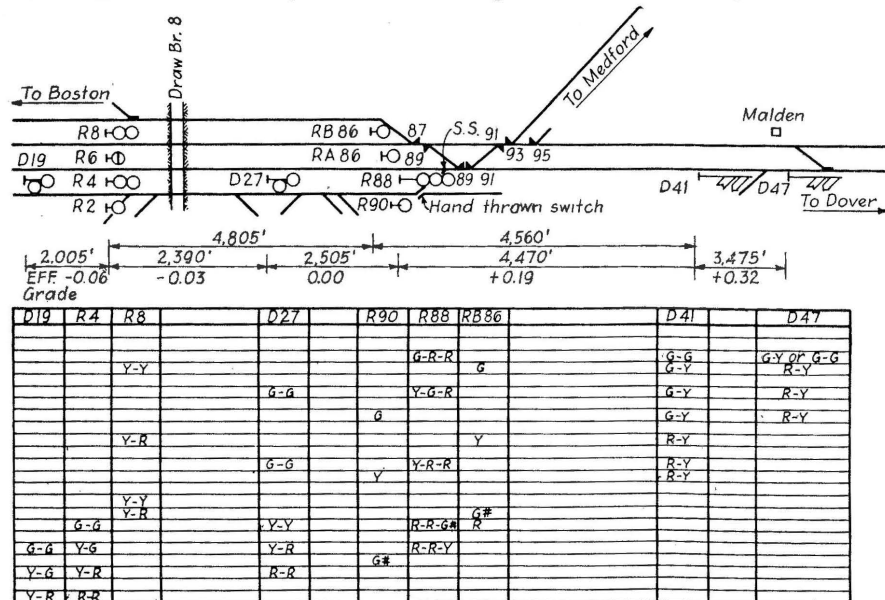 Draw Br. 8
To Boston
To Medford
R8
RB 86
87
S.S.
91
Malden
D19
R6
RA 86
89
93
95
R4
D27
R88
89
91
D41
D47
R2
R90
Hand thrown switch
To Dover
4,805'
4,560'
2,005'
2,390'
2,505'
4,470'
3,475'
EFF. -0.06
-0.03
0.00
+0.19
+0.32
Grade
D19 R4 R8 D27 R90 R88 RB86 D41 D47
G-R-R G-G G-Y or G-G
Y-Y G G-Y R-Y
G-G Y-G-R G-Y R-Y
G G-Y R-Y
Y-R Y R-Y
G-G Y-R-R R-Y
Y R-Y
Y-Y
Y-R G#
G-G Y-Y R-R-G# R
G-G Y-G Y-R R-R-Y
G#
Y-G Y-R R-R
Y-R R-R